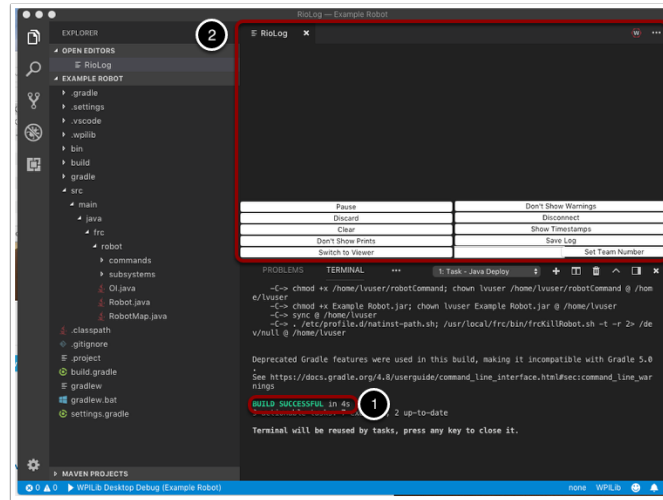 RioLog — Example Robot
EXPLORER
OPEN EDITORS
RioLog
EXAMPLE ROBOT
.gradle
.settings
.vscode
.wpilib
bin
build
gradle
src
main
java
frc
robot
commands
subsystems
OI.java
Robot.java
RobotMap.java
.classpath
.gitignore
.project
build.gradle
gradlew
gradlew.bat
settings.gradle
MAVEN PROJECTS
2
RioLog
W
Pause
Discard
Clear
Don't Show Prints
Switch to Viewer
Don't Show Warnings
Disconnect
Show Timestamps
Save Log
Set Team Number
PROBLEMS TERMINAL ••• 1: Task - Java Deploy
-C-> chmod +x /home/lvuser/robotCommand; chown lvuser /home/lvuser/robotCommand @ /hom
e/lvuser
-C-> chmod +x Example Robot.jar; chown lvuser Example Robot.jar @ /home/lvuser
-C-> sync @ /home/lvuser
-C-> . /etc/profile.d/natinst-path.sh; /usr/local/frc/bin/frcKillRobot.sh -t -r 2> /de
v/null @ /home/lvuser
Deprecated Gradle features were used in this build, making it incompatible with Gradle 5.0
.
See https://docs.gradle.org/4.8/userguide/command_line_interface.html#sec:command_line_war
nings
BUILD SUCCESSFUL in 4s
1
2 up-to-date
Terminal will be reused by tasks, press any key to close it.
0 0 WPILib Desktop Debug (Example Robot) none WPILib